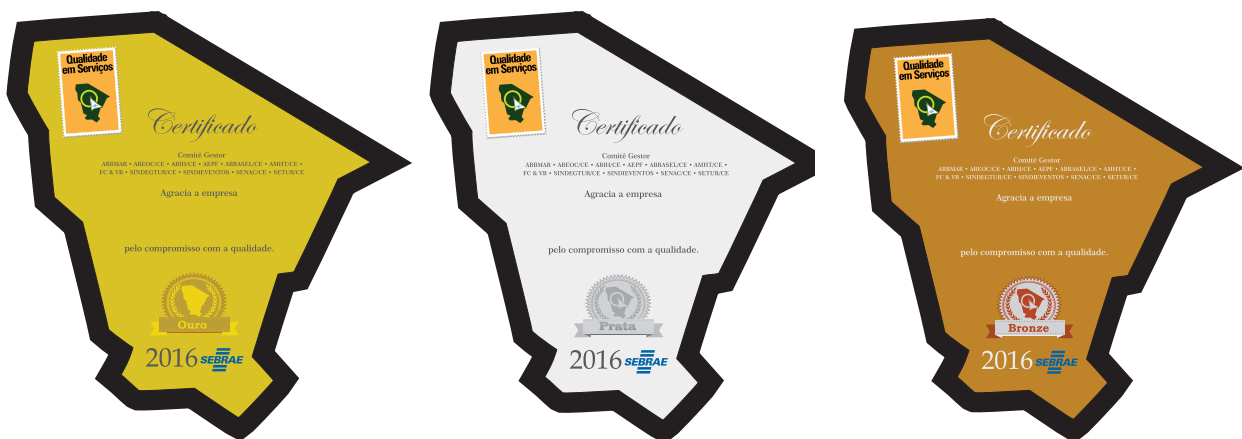 Qualidade
em Serviços
Certificado
Comitê Gestor
ABBMAR • ABEOC/CE • ABIH/CE • AEPF • ABRASEL/CE • AMHT/CE •
FC & VB • SINDEGTUR/CE • SINDIEVENTOS • SENAC/CE • SETUR/CE
Agracia a empresa
pelo compromisso com a qualidade.
Ouro
2016 SEBRAE
Qualidade
em Serviços
Certificado
Comitê Gestor
ABBMAR • ABEOC/CE • ABIH/CE • AEPF • ABRASEL/CE • AMHT/CE •
FC & VB • SINDEGTUR/CE • SINDIEVENTOS • SENAC/CE • SETUR/CE
Agracia a empresa
pelo compromisso com a qualidade.
Prata
2016 SEBRAE
Qualidade
em Serviços
Certificado
Comitê Gestor
ABBMAR • ABEOC/CE • ABIH/CE • AEPF • ABRASEL/CE • AMHT/CE •
FC & VB • SINDEGTUR/CE • SINDIEVENTOS • SENAC/CE • SETUR/CE
Agracia a empresa
pelo compromisso com a qualidade.
Bronze
2016 SEBRAE